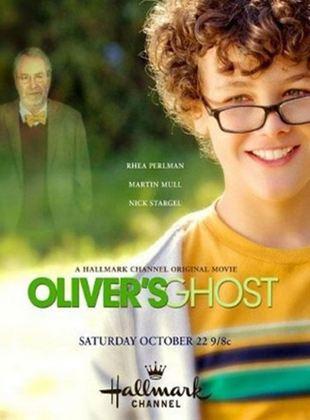 RHEA PERLMAN
MARTIN MULL
NICK STARGEL
A HALLMARK CHANNEL ORIGINAL MOVIE
OLIVER'S GHOST
SATURDAY OCTOBER 22 9/8c
Hallmark
CHANNEL